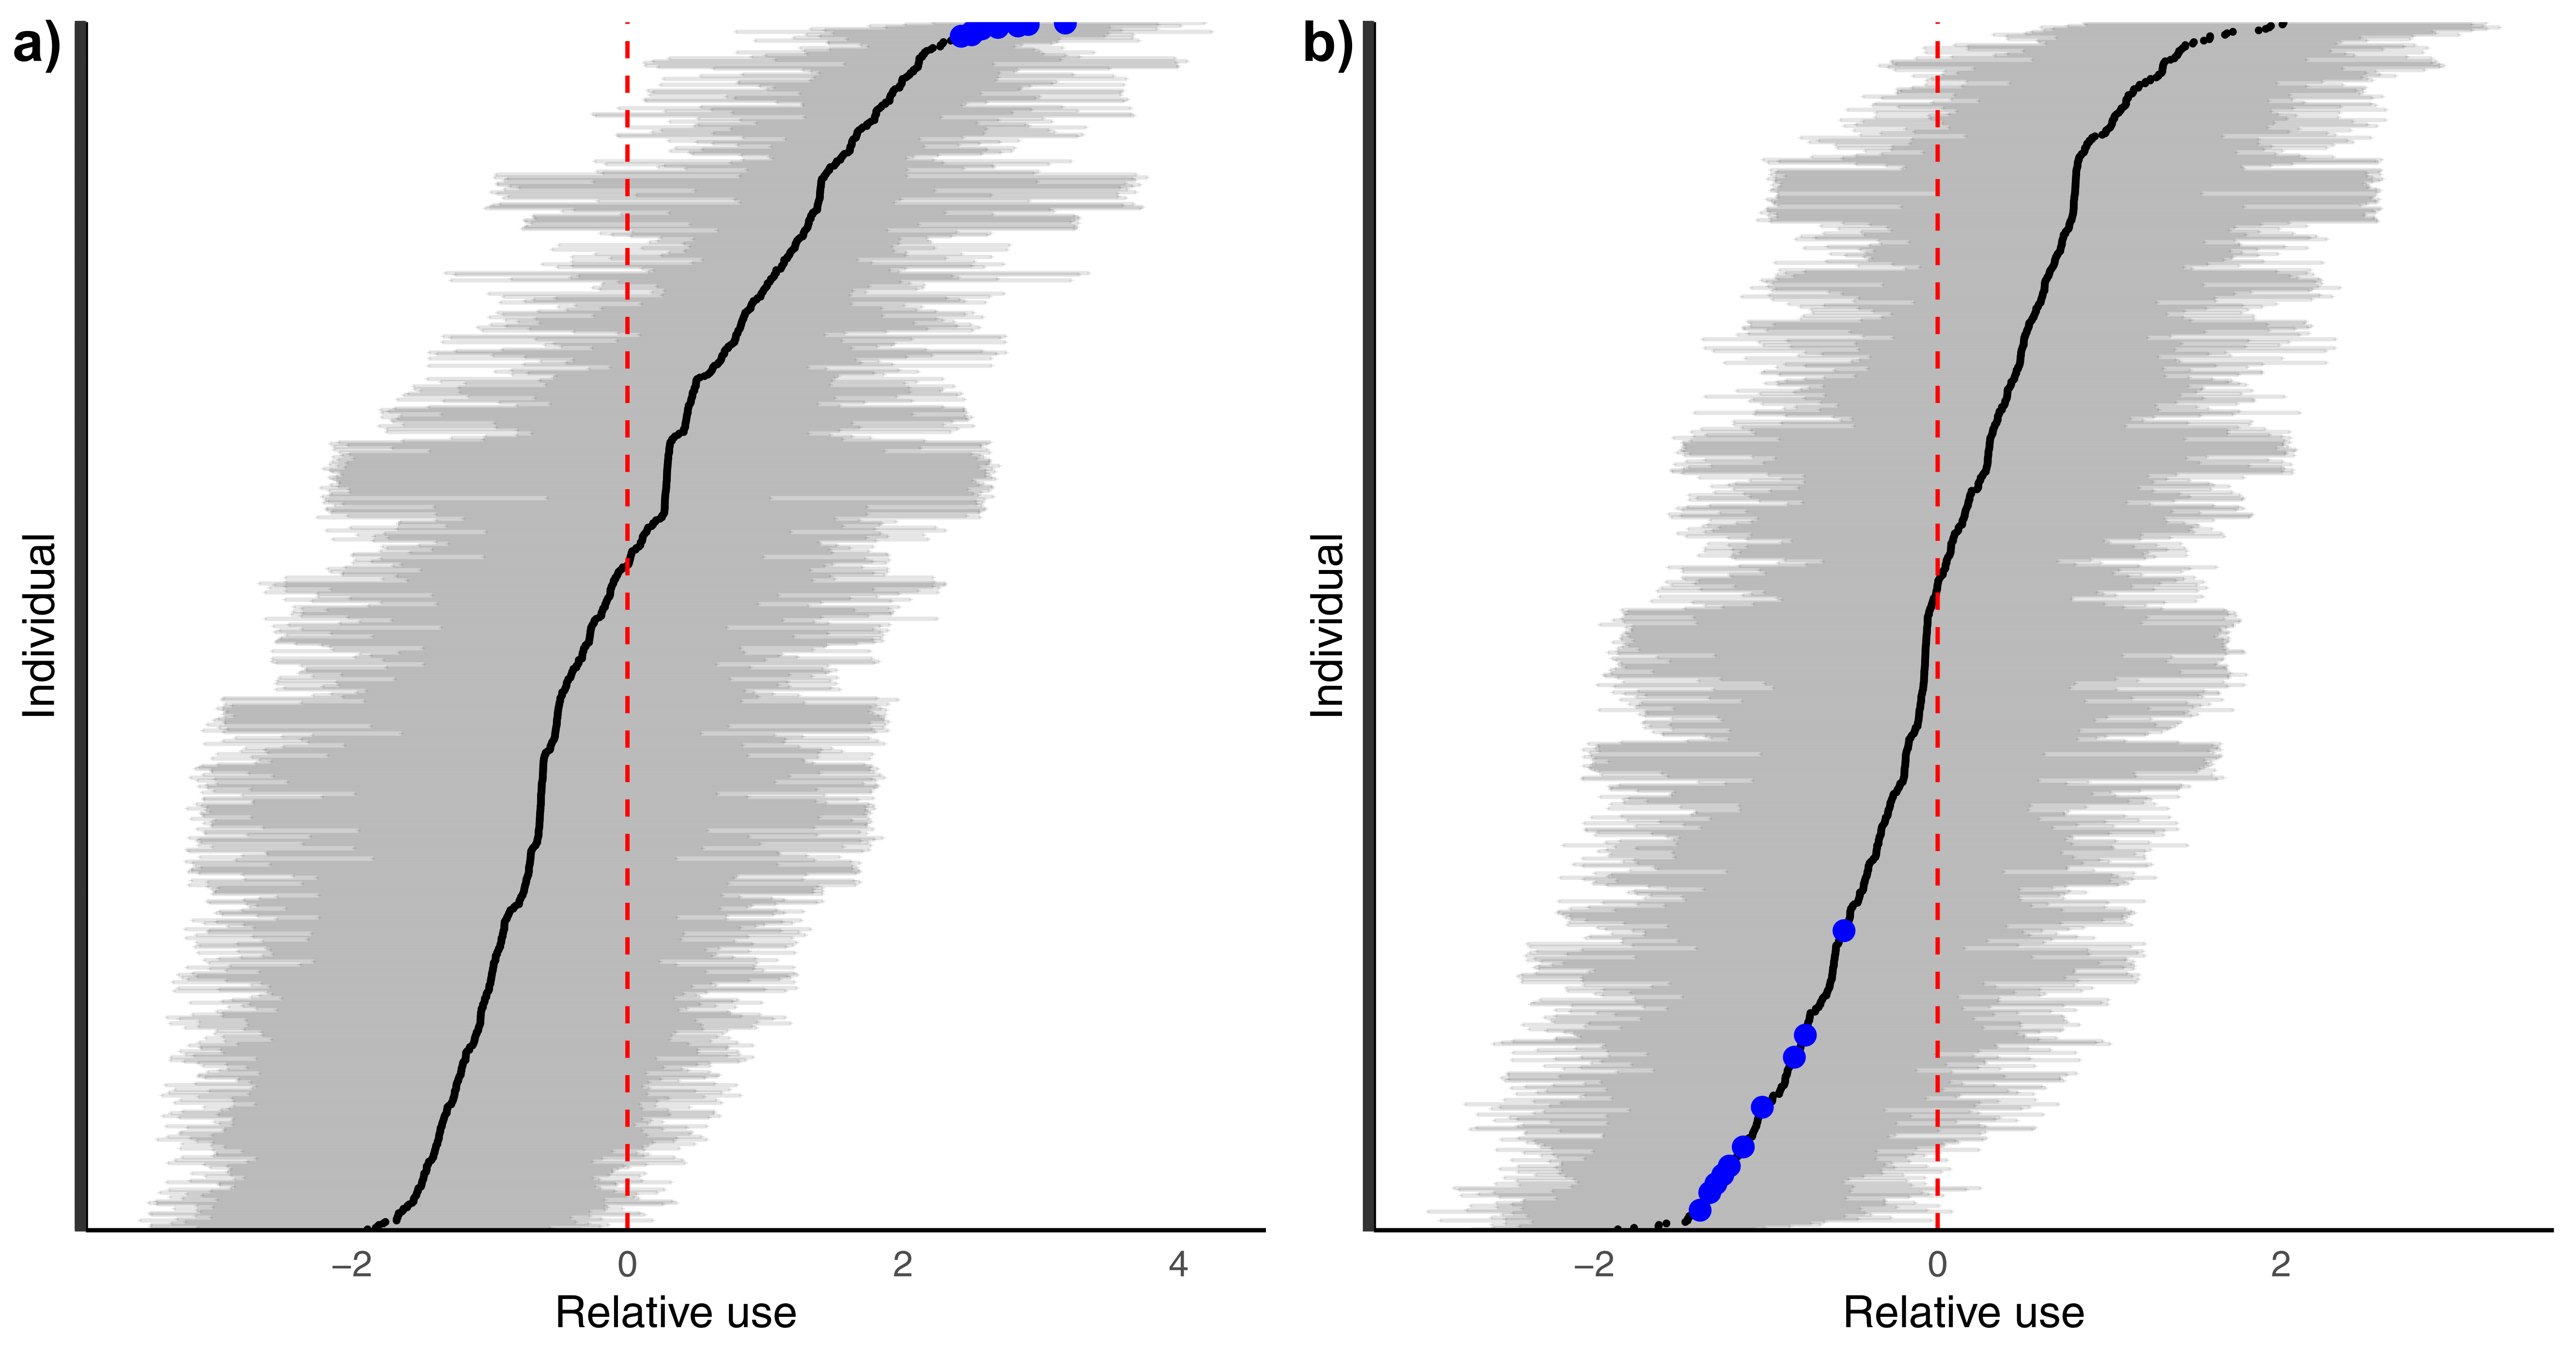 a)
Individual
−2 0 2 4
Relative use
b)
Individual
−2 0 2
Relative use